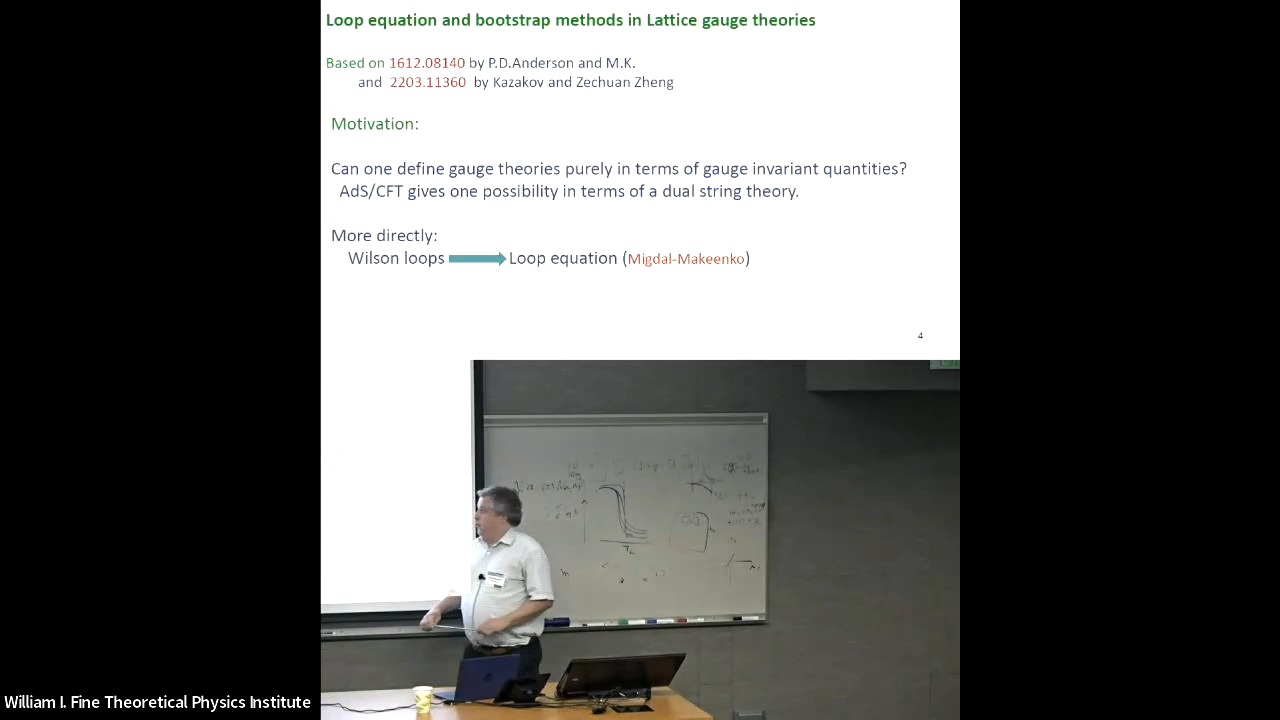 Loop equation and bootstrap methods in Lattice gauge theories
Based on 1612.08140 by P.D.Anderson and M.K.
and 2203.11360 by Kazakov and Zechuan Zheng
Motivation:
Can one define gauge theories purely in terms of gauge invariant quantities?
AdS/CFT gives one possibility in terms of a dual string theory.
More directly:
Wilson loops Loop equation (Migdal-Makeenko)
4
William I. Fine Theoretical Physics Institute